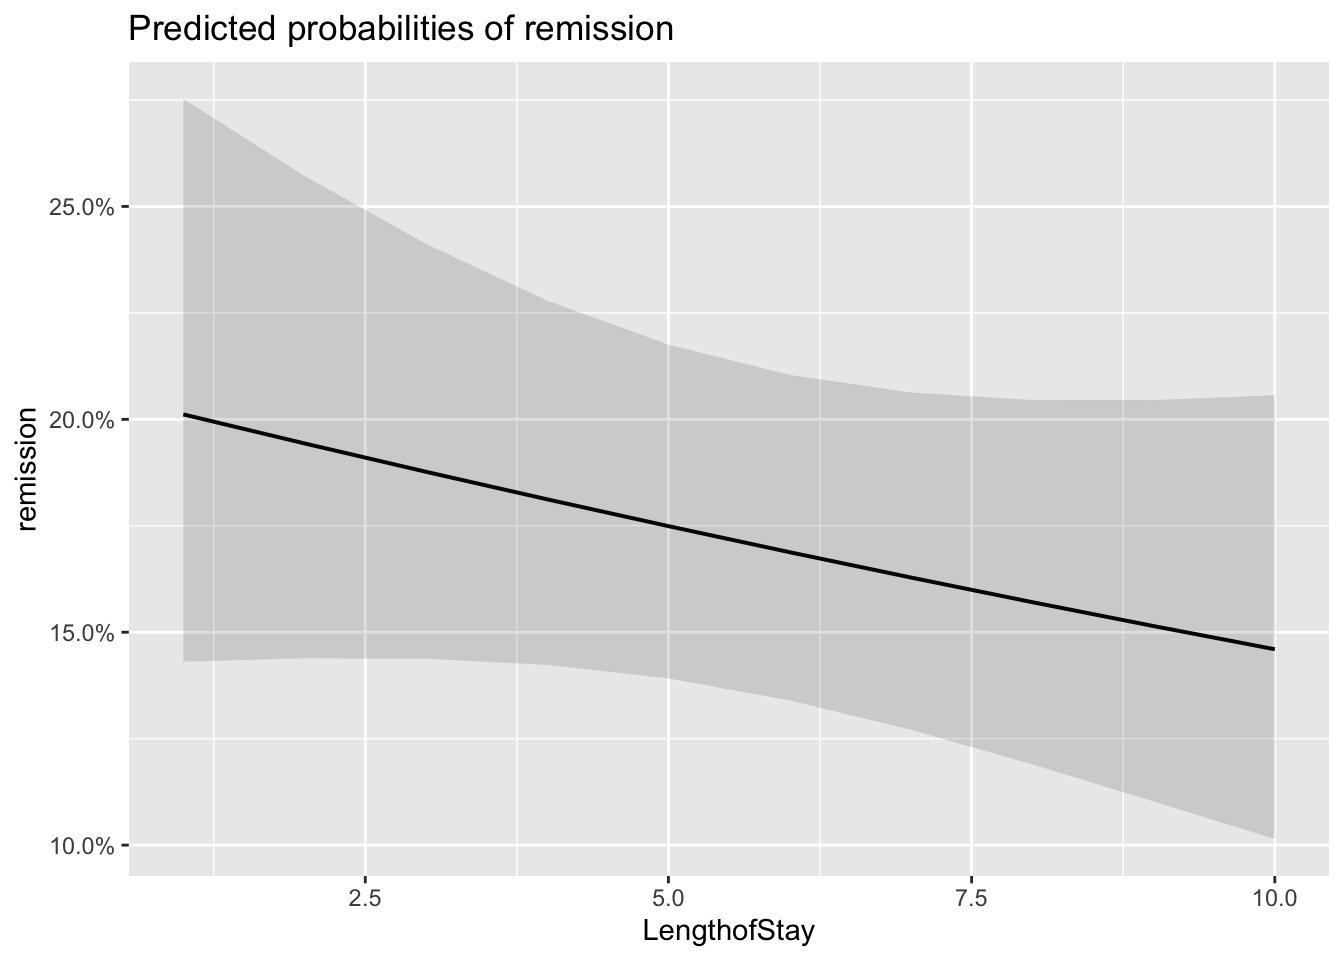 Predicted probabilities of remission
25.0%
20.0%
15.0%
10.0%
remission
2.5 5.0 7.5 10.0
LengthofStay